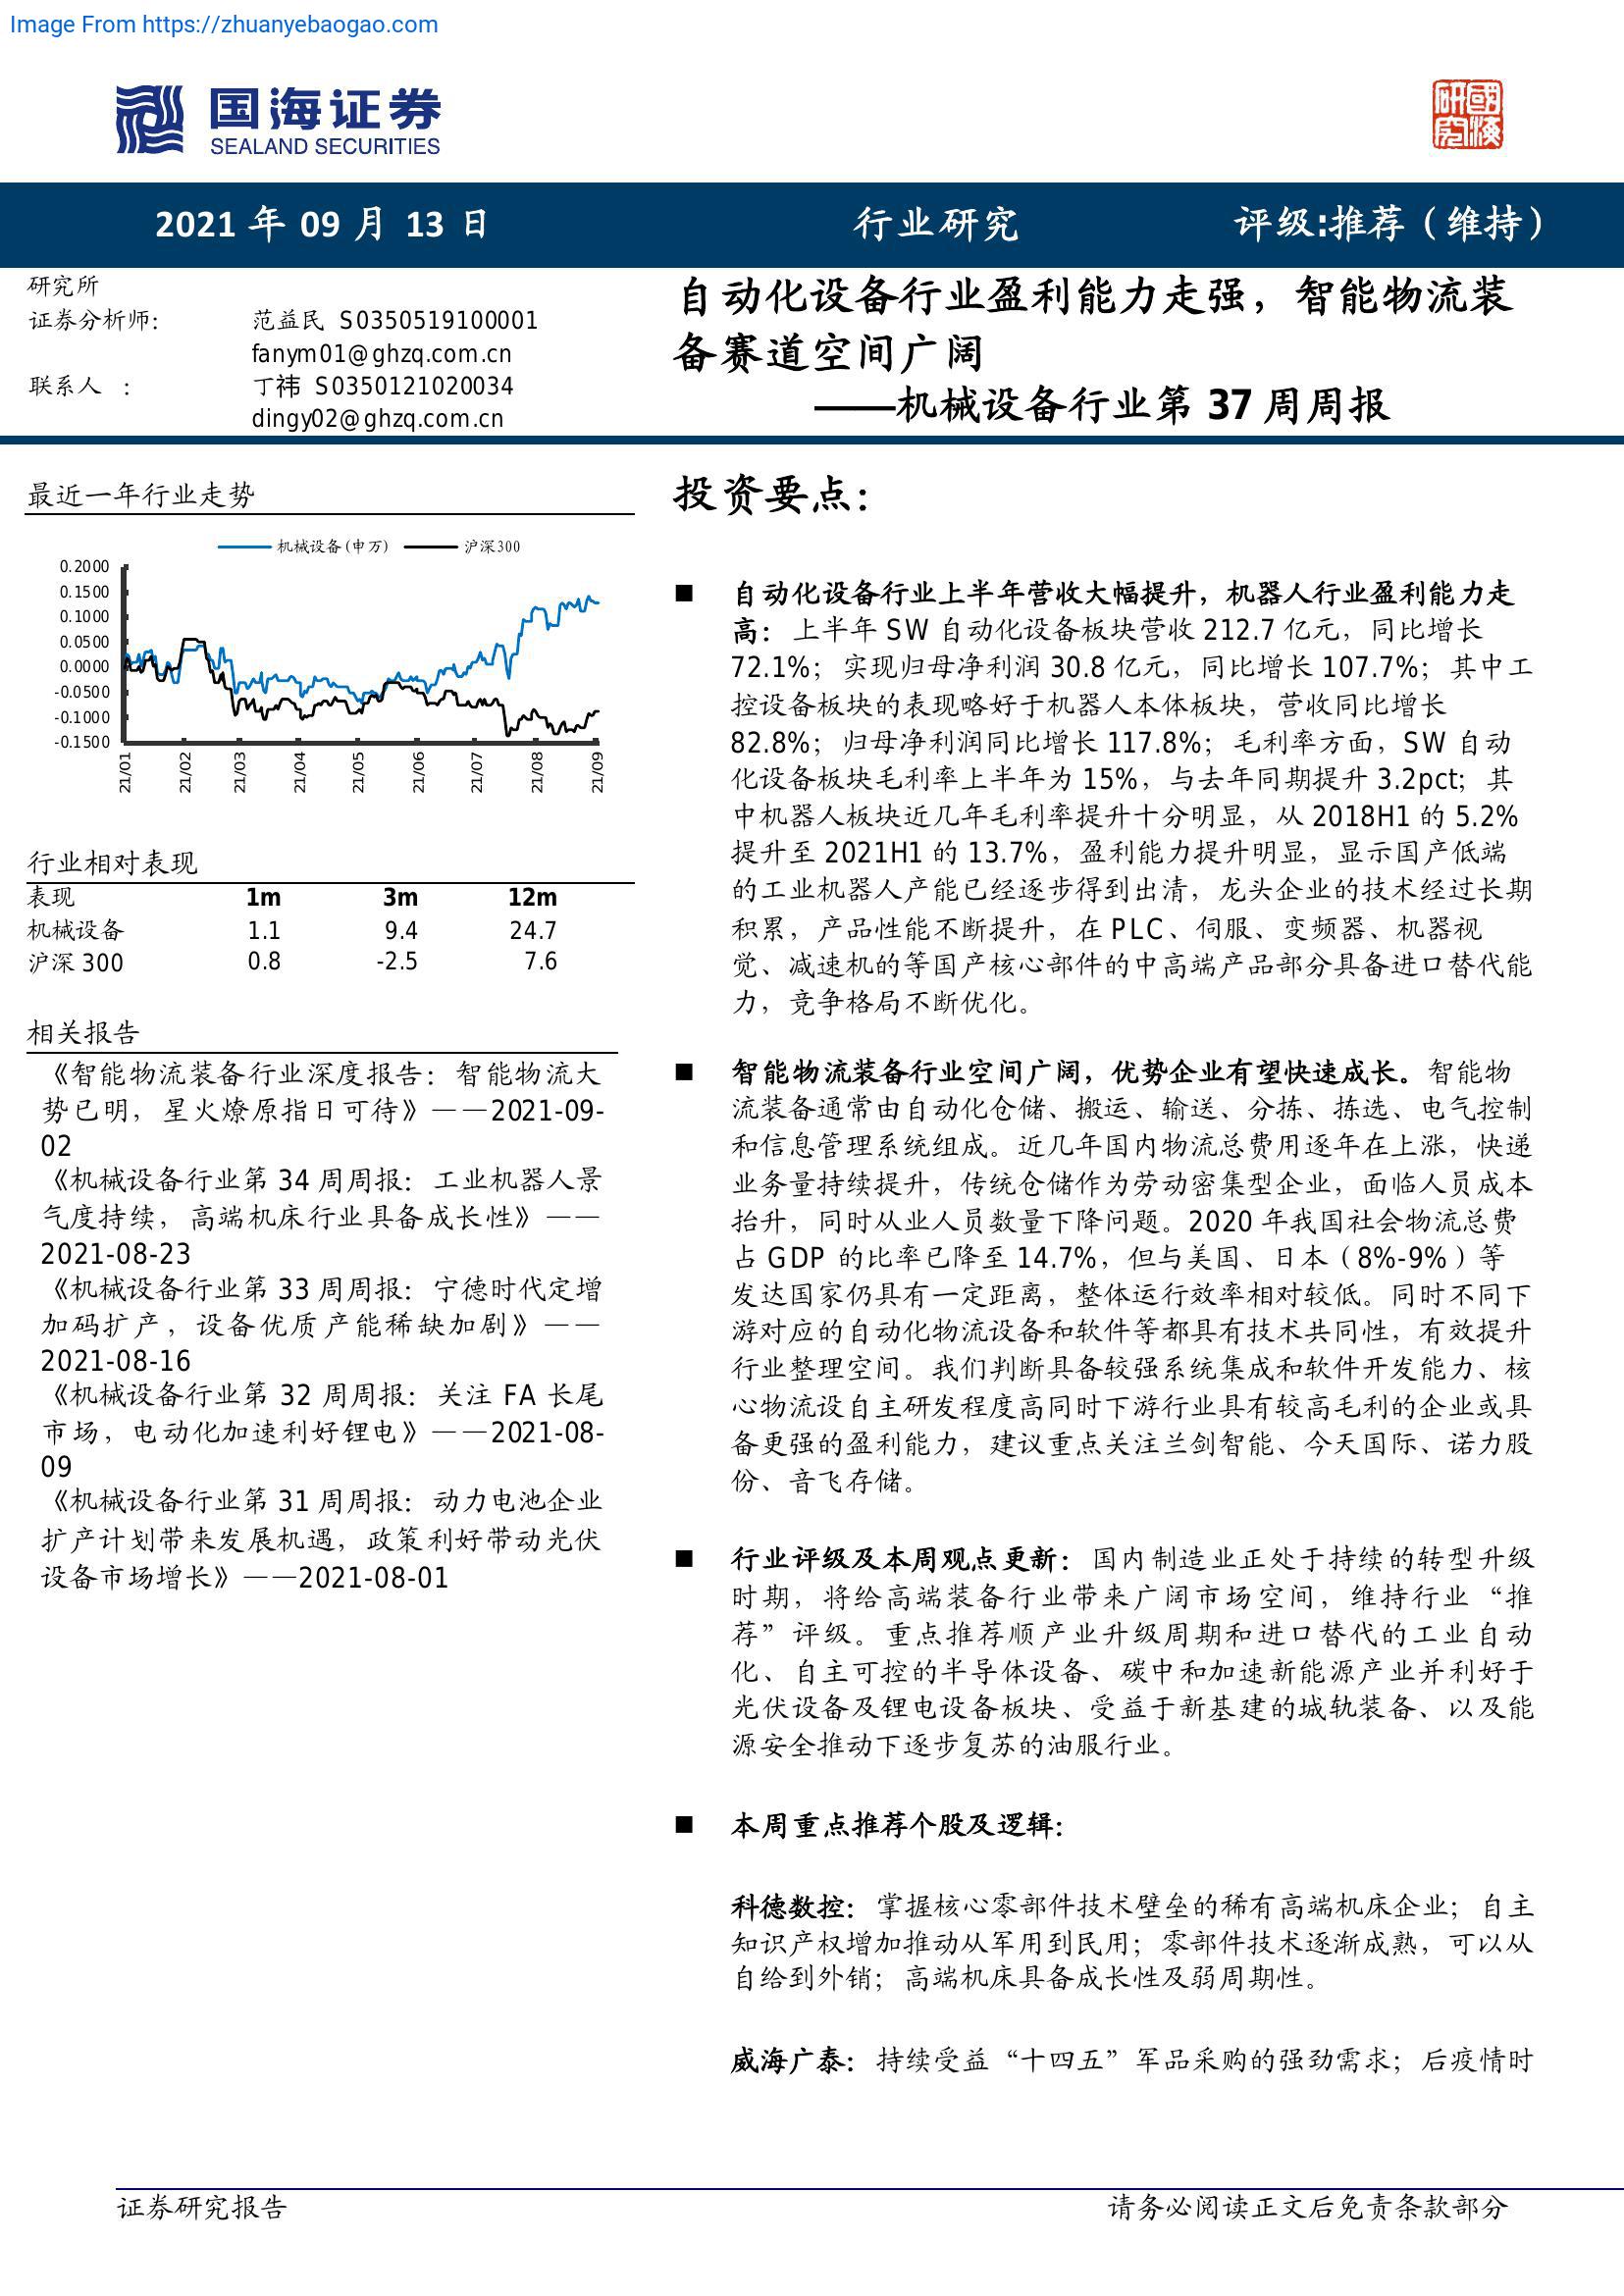 Image From https://zhuanyebaogao.com
国海证券
SEALAND SECURITIES
研國
究海
2021 年 09 月 13 日
行业研究
评级:推荐（维持）
研究所
证券分析师: 范益民 S0350519100001
fanym01@ghzq.com.cn
联系人 : 丁祎 S0350121020034
dingy02@ghzq.com.cn
自动化设备行业盈利能力走强，智能物流装
备赛道空间广阔
——机械设备行业第 37 周周报
最近一年行业走势
机械设备(申万) 沪深300
0.2000
0.1500
0.1000
0.0500
0.0000
-0.0500
-0.1000
-0.1500
21/01 21/02 21/03 21/04 21/05 21/06 21/07 21/08 21/09
行业相对表现
表现 1m 3m 12m
机械设备 1.1 9.4 24.7
沪深 300 0.8 -2.5 7.6
相关报告
《智能物流装备行业深度报告：智能物流大
势已明，星火燎原指日可待》——2021-09-
02
《机械设备行业第 34 周周报：工业机器人景
气度持续，高端机床行业具备成长性》——
2021-08-23
《机械设备行业第 33 周周报：宁德时代定增
加码扩产，设备优质产能稀缺加剧》——
2021-08-16
《机械设备行业第 32 周周报：关注 FA 长尾
市场，电动化加速利好锂电》——2021-08-
09
《机械设备行业第 31 周周报：动力电池企业
扩产计划带来发展机遇，政策利好带动光伏
设备市场增长》——2021-08-01
投资要点：
■ 自动化设备行业上半年营收大幅提升，机器人行业盈利能力走
高：上半年 SW 自动化设备板块营收 212.7 亿元，同比增长
72.1%；实现归母净利润 30.8 亿元，同比增长 107.7%；其中工
控设备板块的表现略好于机器人本体板块，营收同比增长
82.8%；归母净利润同比增长 117.8%；毛利率方面，SW 自动
化设备板块毛利率上半年为 15%，与去年同期提升 3.2pct；其
中机器人板块近几年毛利率提升十分明显，从 2018H1 的 5.2%
提升至 2021H1 的 13.7%，盈利能力提升明显，显示国产低端
的工业机器人产能已经逐步得到出清，龙头企业的技术经过长期
积累，产品性能不断提升，在 PLC、伺服、变频器、机器视
觉、减速机的等国产核心部件的中高端产品部分具备进口替代能
力，竞争格局不断优化。
■ 智能物流装备行业空间广阔，优势企业有望快速成长。智能物
流装备通常由自动化仓储、搬运、输送、分拣、拣选、电气控制
和信息管理系统组成。近几年国内物流总费用逐年在上涨，快递
业务量持续提升，传统仓储作为劳动密集型企业，面临人员成本
抬升，同时从业人员数量下降问题。2020 年我国社会物流总费
占 GDP 的比率已降至 14.7%，但与美国、日本（8%-9%）等
发达国家仍具有一定距离，整体运行效率相对较低。同时不同下
游对应的自动化物流设备和软件等都具有技术共同性，有效提升
行业整理空间。我们判断具备较强系统集成和软件开发能力、核
心物流设自主研发程度高同时下游行业具有较高毛利的企业或具
备更强的盈利能力，建议重点关注兰剑智能、今天国际、诺力股
份、音飞存储。
■ 行业评级及本周观点更新：国内制造业正处于持续的转型升级
时期，将给高端装备行业带来广阔市场空间，维持行业“推
荐”评级。重点推荐顺产业升级周期和进口替代的工业自动
化、自主可控的半导体设备、碳中和加速新能源产业并利好于
光伏设备及锂电设备板块、受益于新基建的城轨装备、以及能
源安全推动下逐步复苏的油服行业。
■ 本周重点推荐个股及逻辑：
科德数控：掌握核心零部件技术壁垒的稀有高端机床企业；自主
知识产权增加推动从军用到民用；零部件技术逐渐成熟，可以从
自给到外销；高端机床具备成长性及弱周期性。
威海广泰：持续受益“十四五”军品采购的强劲需求；后疫情时
证券研究报告
请务必阅读正文后免责条款部分